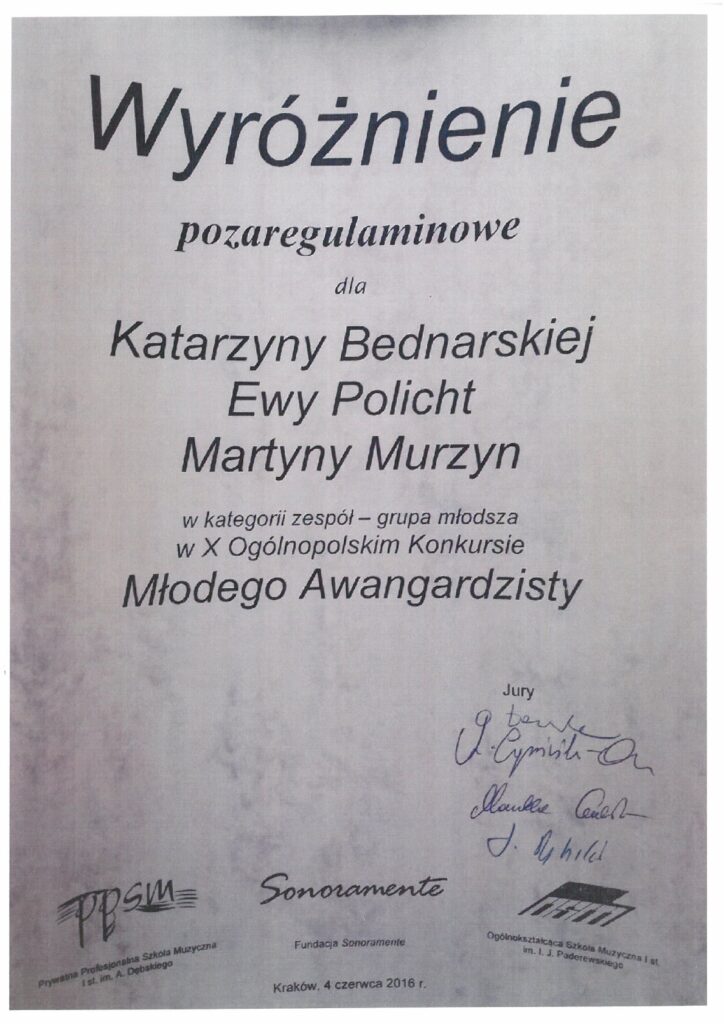 Wyróżnienie
pozaregulaminowe
dla
Katarzyny Bednarskiej
Ewy Policht
Martyny Murzyn
w kategorii zespół – grupa młodsza
w X Ogólnopolskim Konkursie
Młodego Awangardzisty
Jury
ppsm
Sonoramente
Prywatna Profesjonalna Szkoła Muzyczna
I st. im. A. Dębskiego
Fundacja Sonoramente
Ogólnokształcąca Szkoła Muzyczna I st.
im. I. J. Paderewskiego
Kraków, 4 czerwca 2016 r.